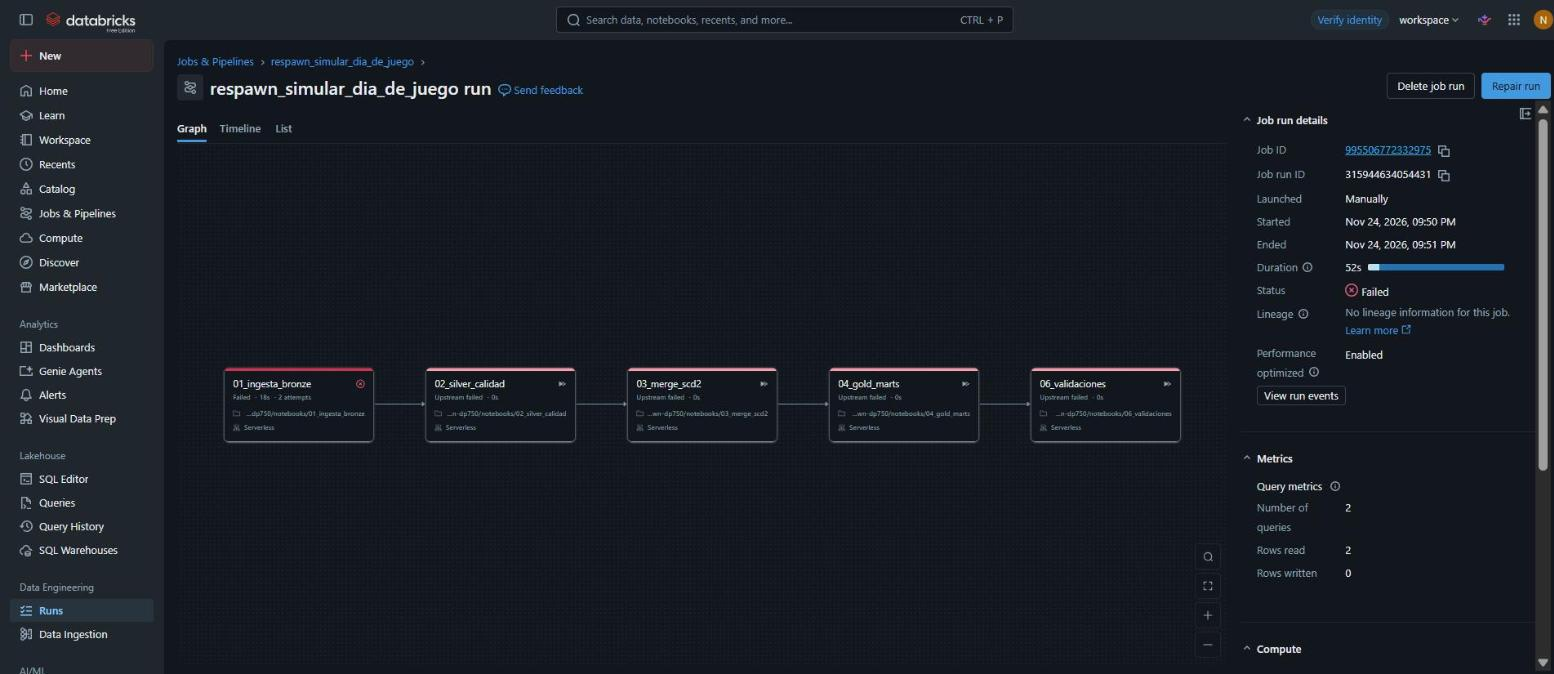 databricks
Free Edition
Search data, notebooks, recents, and more...
CTRL + P
Verify identity
workspace
N
New
Home
Learn
Workspace
Recents
Catalog
Jobs & Pipelines
Compute
Discover
Marketplace
Analytics
Dashboards
Genie Agents
Alerts
Visual Data Prep
Lakehouse
SQL Editor
Queries
Query History
SQL Warehouses
Data Engineering
Runs
Data Ingestion
AI/ML
Jobs & Pipelines › respawn_simular_dia_de_juego ›
respawn_simular_dia_de_juego run
Send feedback
Delete job run
Repair run
Graph
Timeline
List
01_ingesta_bronze
Failed · 18s · 2 attempts
...dp750/notebooks/01_ingesta_bronze
Serverless
02_silver_calidad
Upstream failed · 0s
...n-dp750/notebooks/02_silver_calidad
Serverless
03_merge_scd2
Upstream failed · 0s
...wn-dp750/notebooks/03_merge_scd2
Serverless
04_gold_marts
Upstream failed · 0s
...wn-dp750/notebooks/04_gold_marts
Serverless
06_validaciones
Upstream failed · 0s
...n-dp750/notebooks/06_validaciones
Serverless
Job run details
Job ID
995506772332975
Job run ID
315944634054431
Launched
Manually
Started
Nov 24, 2026, 09:50 PM
Ended
Nov 24, 2026, 09:51 PM
Duration
52s
Status
Failed
Lineage
No lineage information for this job.
Learn more
Performance
optimized
Enabled
View run events
Metrics
Query metrics
Number of
queries
2
Rows read
2
Rows written
0
Compute